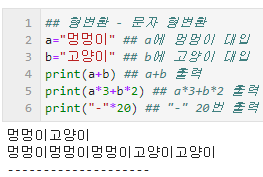 1 ## 형변환 - 문자 형변환
2 a="멍멍이" ## a에 멍멍이 대입
3 b="고양이" ## b에 고양이 대입
4 print(a+b) ## a+b 출력
5 print(a*3+b*2) ## a*3+b*2 출력
6 print("-"*20) ## "-" 20번 출력
멍멍이고양이
멍멍이멍멍이멍멍이고양이고양이
--------------------